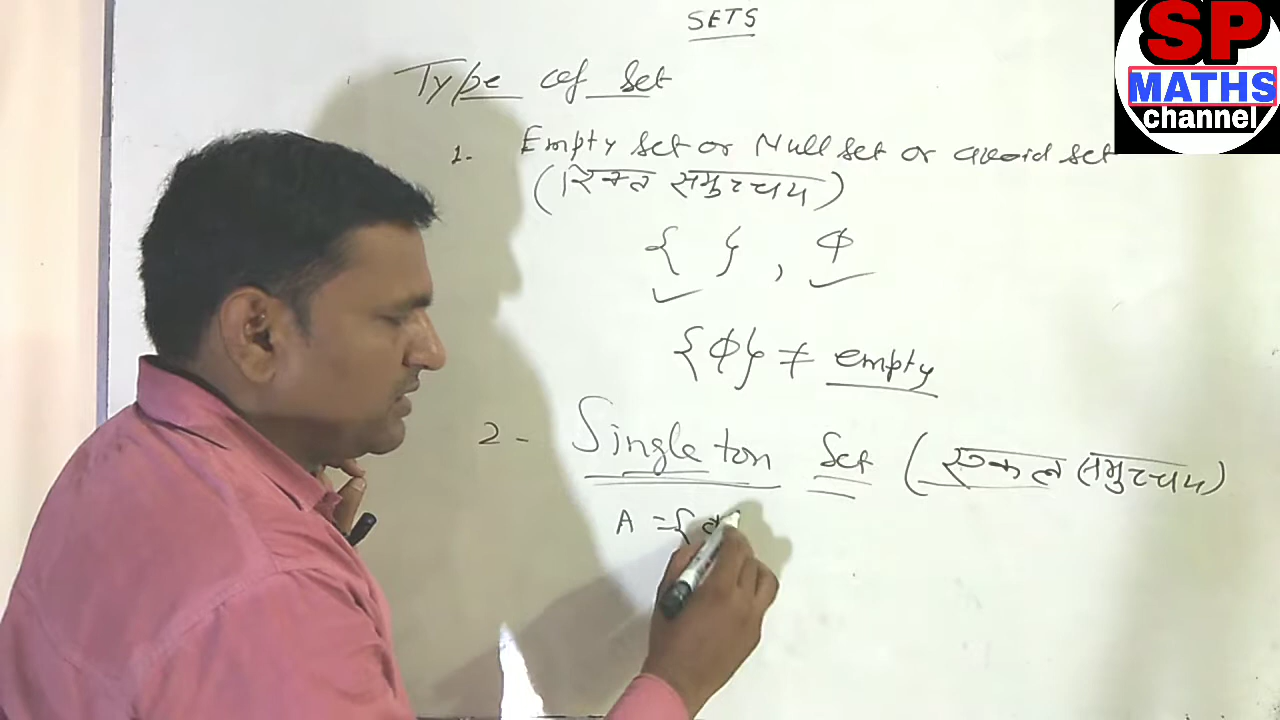 SETS
SP
MATHS
channel
Type of Set
1. Empty set or Null set or avoid set
(रिक्त समुच्चय)
{ } , ϕ
{ϕ} ≠ empty
2- Singleton Set (एकल समुच्चय)
A = {